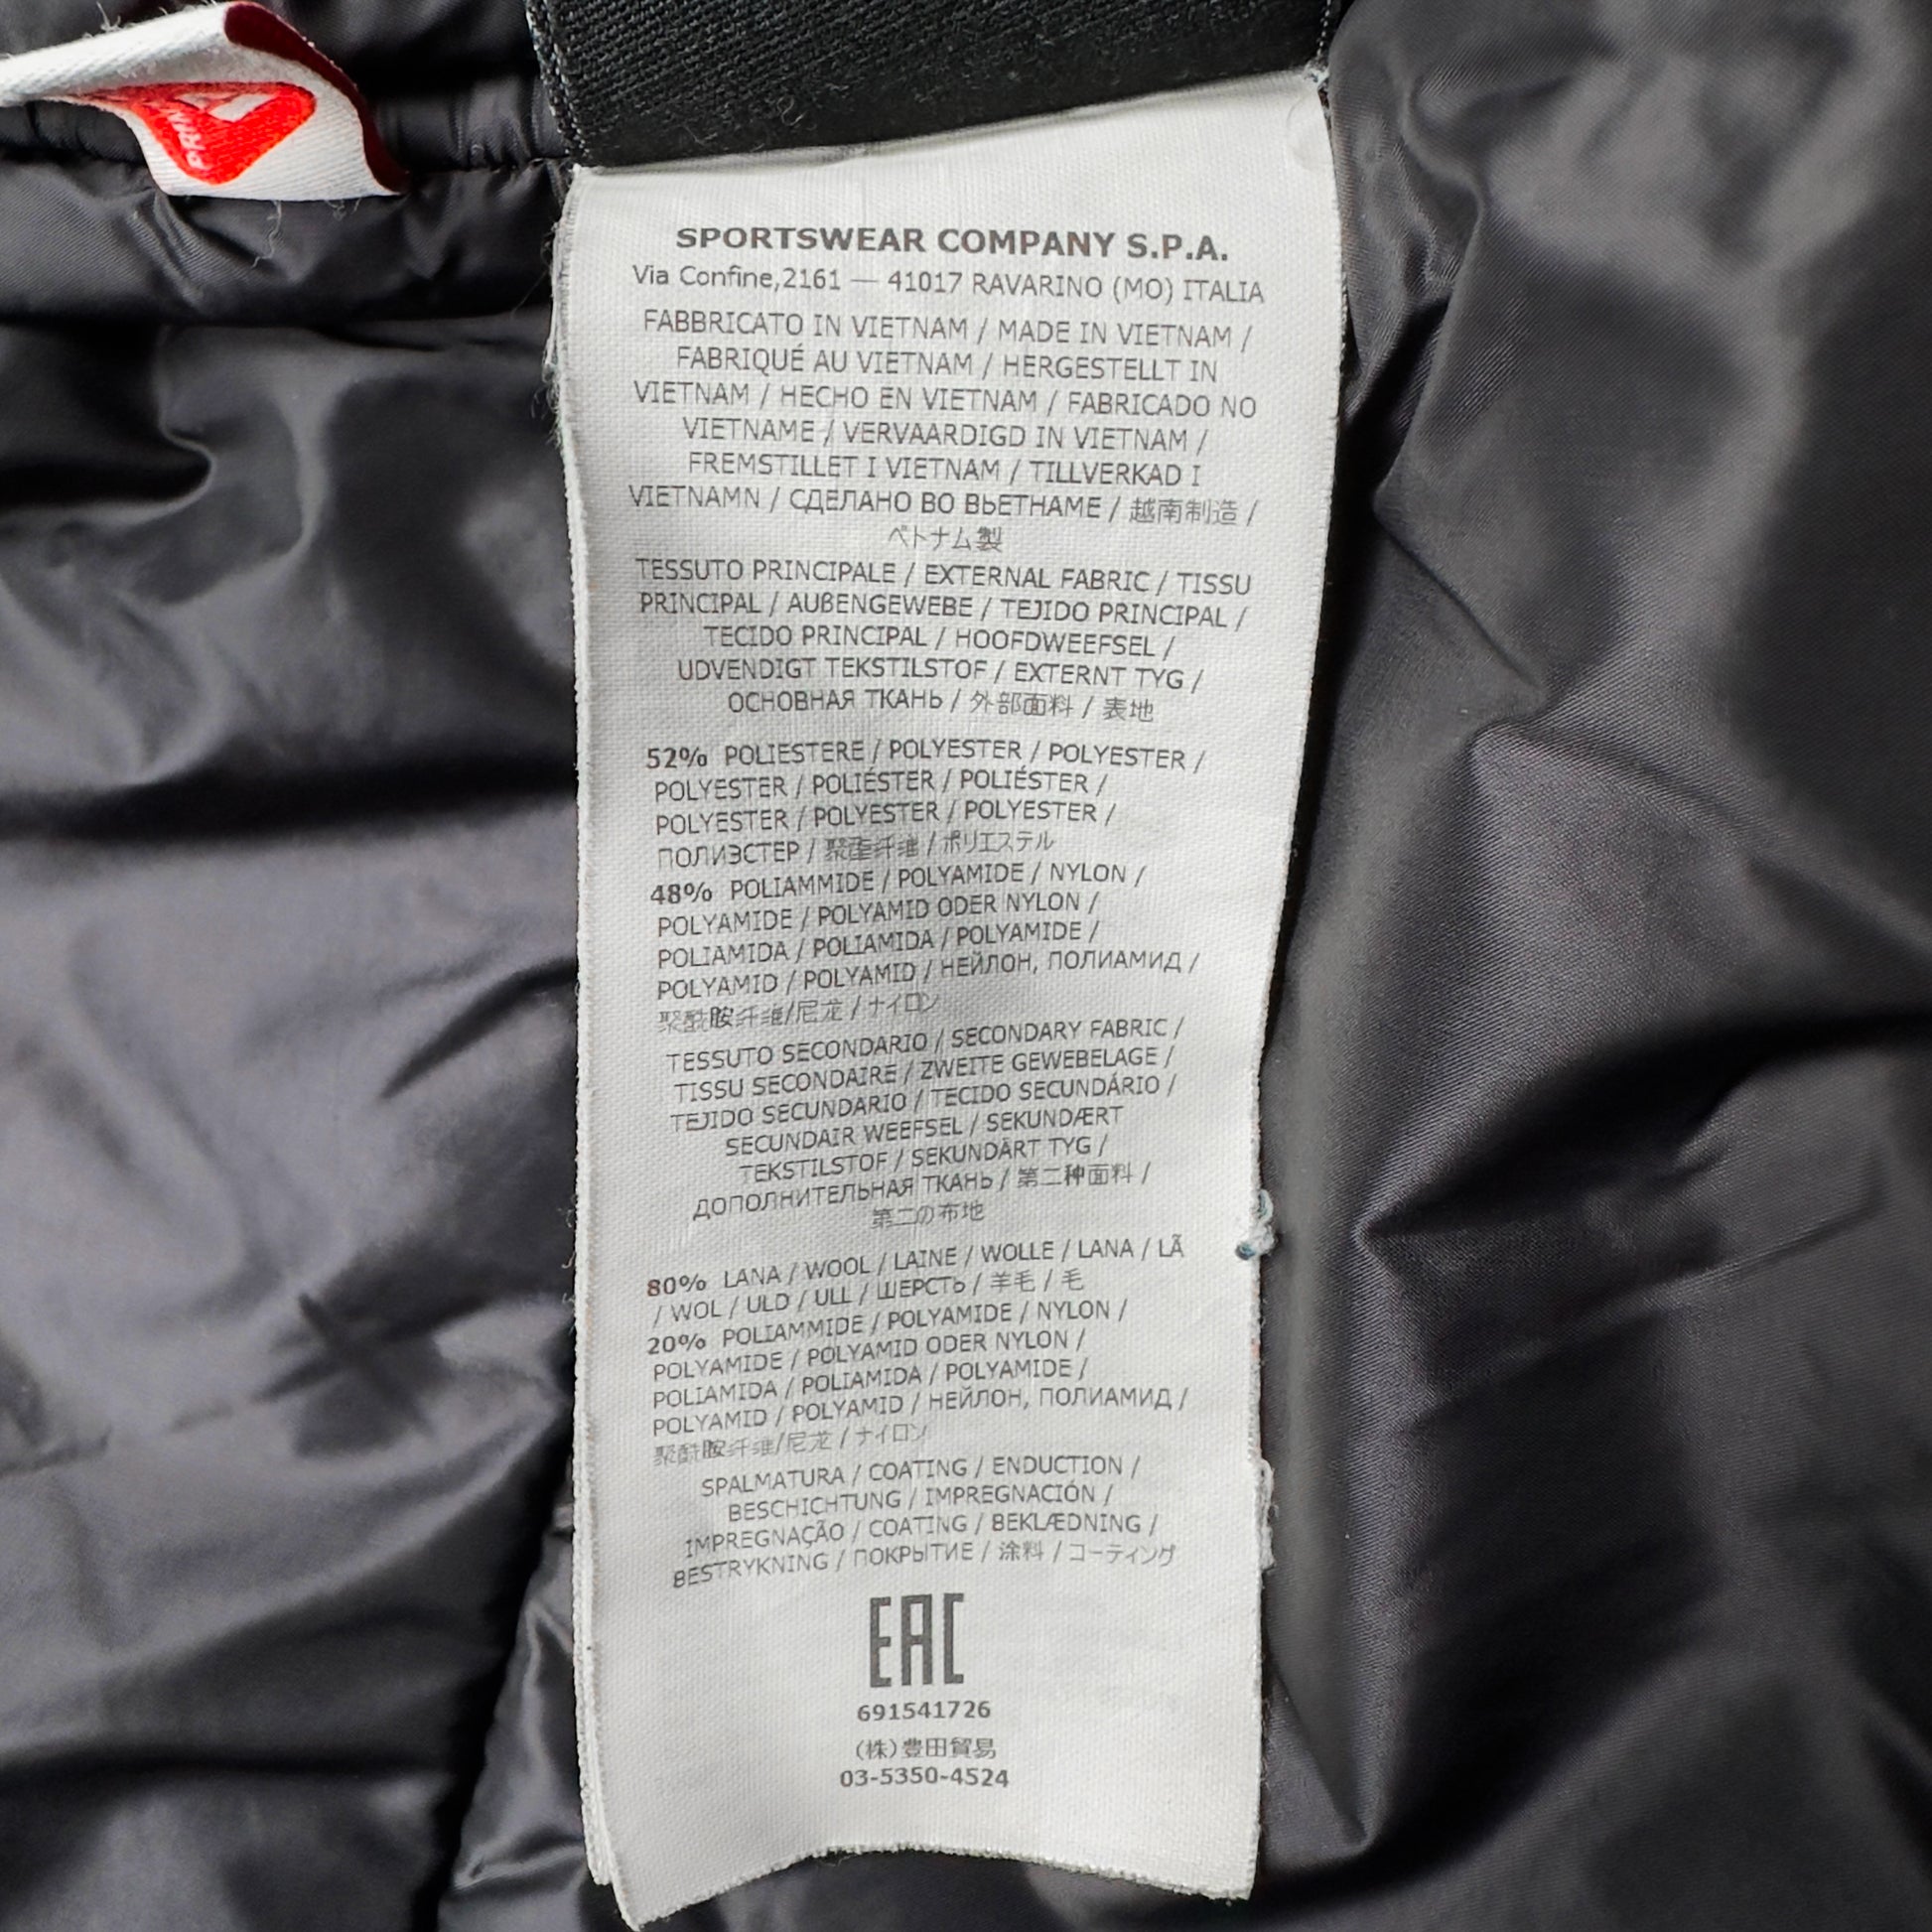 SPORTSWEAR COMPANY S.P.A.
Via Confine,2161 — 41017 RAVARINO (MO) ITALIA
FABBRICATO IN VIETNAM / MADE IN VIETNAM /
FABRIQUÉ AU VIETNAM / HERGESTELLT IN
VIETNAM / HECHO EN VIETNAM / FABRICADO NO
VIETNAME / VERVAARDIGD IN VIETNAM /
FREMSTILLET I VIETNAM / TILLVERKAD I
VIETNAMN / СДЕЛАНО ВО ВЬЕТНАМЕ / 越南制造 /
ベトナム製
TESSUTO PRINCIPALE / EXTERNAL FABRIC / TISSU
PRINCIPAL / AUßENGEWEBE / TEJIDO PRINCIPAL /
TECIDO PRINCIPAL / HOOFDWEEFSEL /
UDVENDIGT TEKSTILSTOF / EXTERNT TYG /
ОСНОВНАЯ ТКАНЬ / 外部面料 / 表地
52% POLIESTERE / POLYESTER / POLYESTER /
POLYESTER / POLIÉSTER / POLIÉSTER /
POLYESTER / POLYESTER / POLYESTER /
ПОЛИЭСТЕР / 聚酯纤维 / ポリエステル
48% POLIAMMIDE / POLYAMIDE / NYLON /
POLYAMIDE / POLYAMID ODER NYLON /
POLIAMIDA / POLIAMIDA / POLYAMIDE /
POLYAMID / POLYAMID / НЕЙЛОН, ПОЛИАМИД /
聚酰胺纤维/尼龙 / ナイロン
TESSUTO SECONDARIO / SECONDARY FABRIC /
TISSU SECONDAIRE / ZWEITE GEWEBELAGE /
TEJIDO SECUNDARIO / TECIDO SECUNDÁRIO /
SECUNDAIR WEEFSEL / SEKUNDÆRT
TEKSTILSTOF / SEKUNDÄRT TYG /
ДОПОЛНИТЕЛЬНАЯ ТКАНЬ / 第二种面料 /
第二の布地
80% LANA / WOOL / LAINE / WOLLE / LANA / LÃ
/ WOL / ULD / ULL / ШЕРСТЬ / 羊毛 / 毛
20% POLIAMMIDE / POLYAMIDE / NYLON /
POLYAMIDE / POLYAMID ODER NYLON /
POLIAMIDA / POLIAMIDA / POLYAMIDE /
POLYAMID / POLYAMID / НЕЙЛОН, ПОЛИАМИД /
聚酰胺纤维/尼龙 / ナイロン
SPALMATURA / COATING / ENDUCTION /
BESCHICHTUNG / IMPREGNACIÓN /
IMPREGNAÇÃO / COATING / BEKLÆDNING /
BESTRYKNING / ПОКРЫТИЕ / 涂料 / コーティング
EAC
691541726
(株)豊田貿易
03-5350-4524